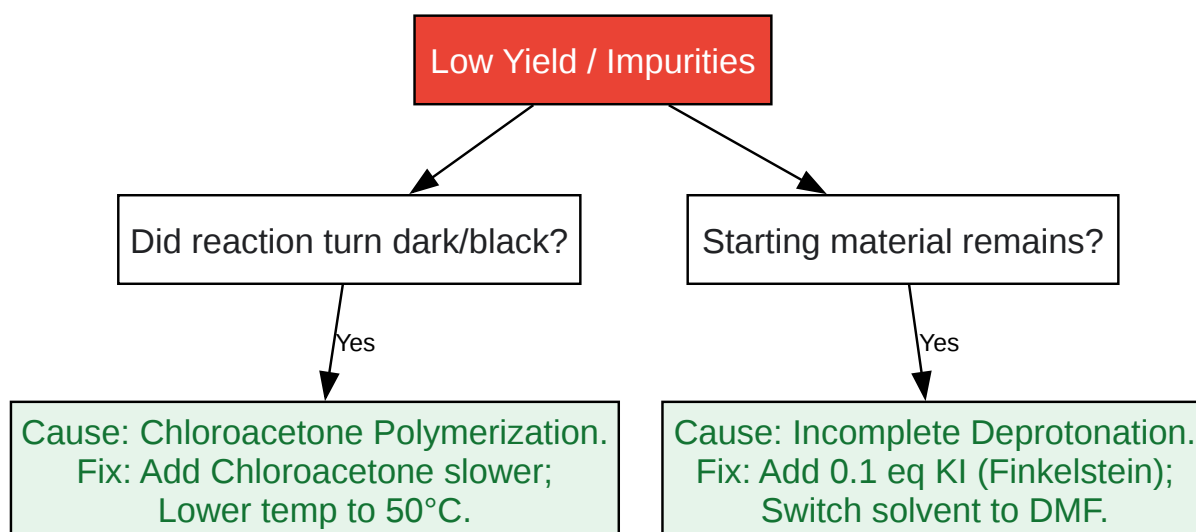 Low Yield / Impurities
Did reaction turn dark/black?
Starting material remains?
Yes
Yes
Cause: Chloroacetone Polymerization.
Fix: Add Chloroacetone slower;
Lower temp to 50°C.
Cause: Incomplete Deprotonation.
Fix: Add 0.1 eq KI (Finkelstein);
Switch solvent to DMF.